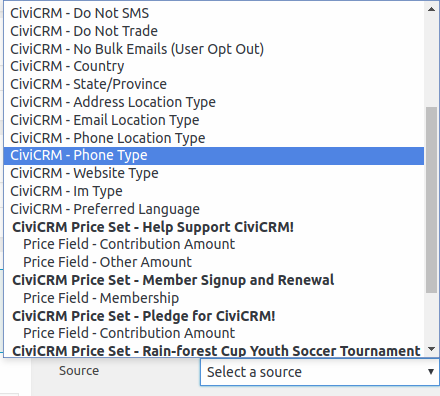 CiviCRM - Do Not SMS
CiviCRM - Do Not Trade
CiviCRM - No Bulk Emails (User Opt Out)
CiviCRM - Country
CiviCRM - State/Province
CiviCRM - Address Location Type
CiviCRM - Email Location Type
CiviCRM - Phone Location Type
CiviCRM - Phone Type
CiviCRM - Website Type
CiviCRM - Im Type
CiviCRM - Preferred Language
CiviCRM Price Set - Help Support CiviCRM!
Price Field - Contribution Amount
Price Field - Other Amount
CiviCRM Price Set - Member Signup and Renewal
Price Field - Membership
CiviCRM Price Set - Pledge for CiviCRM!
Price Field - Contribution Amount
CiviCRM Price Set - Rain-forest Cup Youth Soccer Tournament
Source Select a source